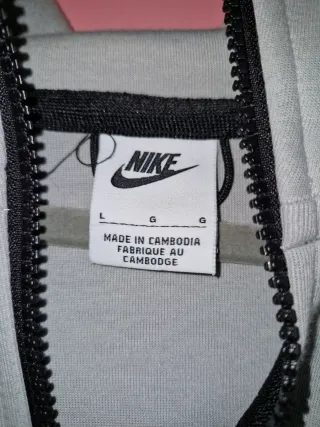 NIKE
L G G
MADE IN CAMBODIA
FABRIQUE AU
CAMBODGE